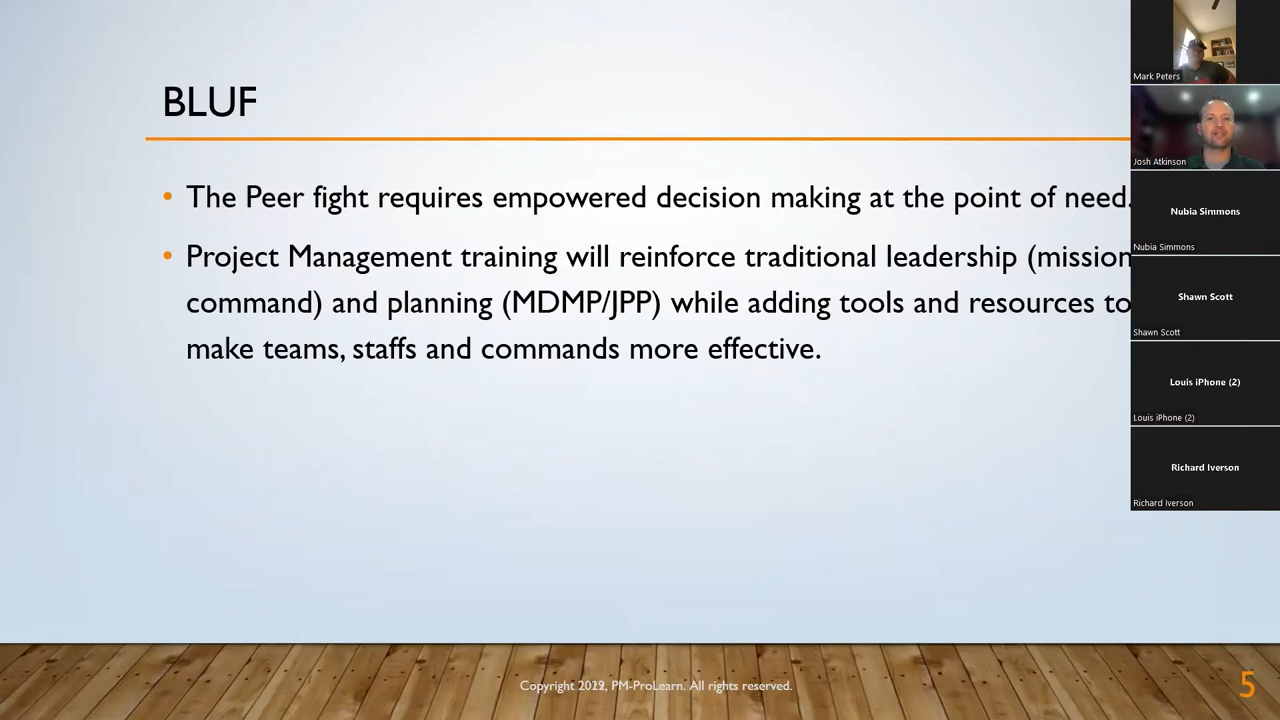 BLUF
• The Peer fight requires empowered decision making at the point of need.
• Project Management training will reinforce traditional leadership (mission
command) and planning (MDMP/JPP) while adding tools and resources to
make teams, staffs and commands more effective.
Copyright PM-ProLearn. All rights reserved.
5
Mark Peters
Josh Atkinson
Nubia Simmons
Nubia Simmons
Shawn Scott
Shawn Scott
Louis iPhone (2)
Louis iPhone (2)
Richard Iverson
Richard Iverson